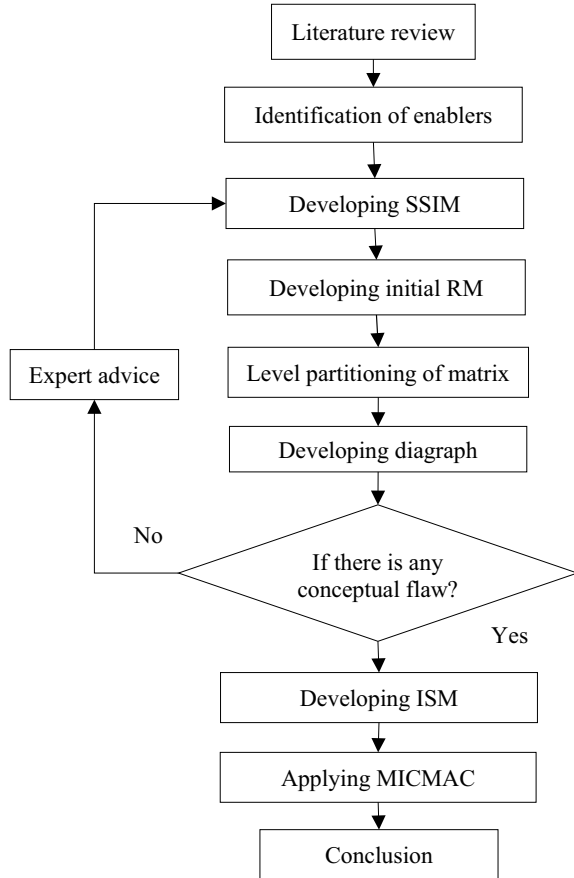 Literature review
Identification of enablers
Developing SSIM
Developing initial RM
Expert advice
Level partitioning of matrix
Developing diagraph
No
If there is any
conceptual flaw?
Yes
Developing ISM
Applying MICMAC
Conclusion